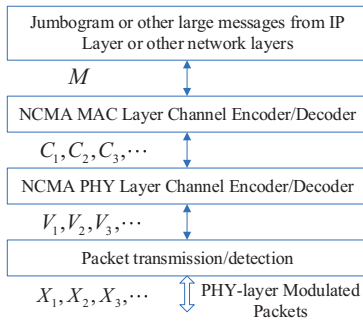 Jumbogram or other large messages from IP
Layer or other network layers
M
NCMA MAC Layer Channel Encoder/Decoder
C₁, C₂, C₃, ⋯
NCMA PHY Layer Channel Encoder/Decoder
V₁, V₂, V₃, ⋯
Packet transmission/detection
X₁, X₂, X₃, ⋯
PHY-layer Modulated
Packets